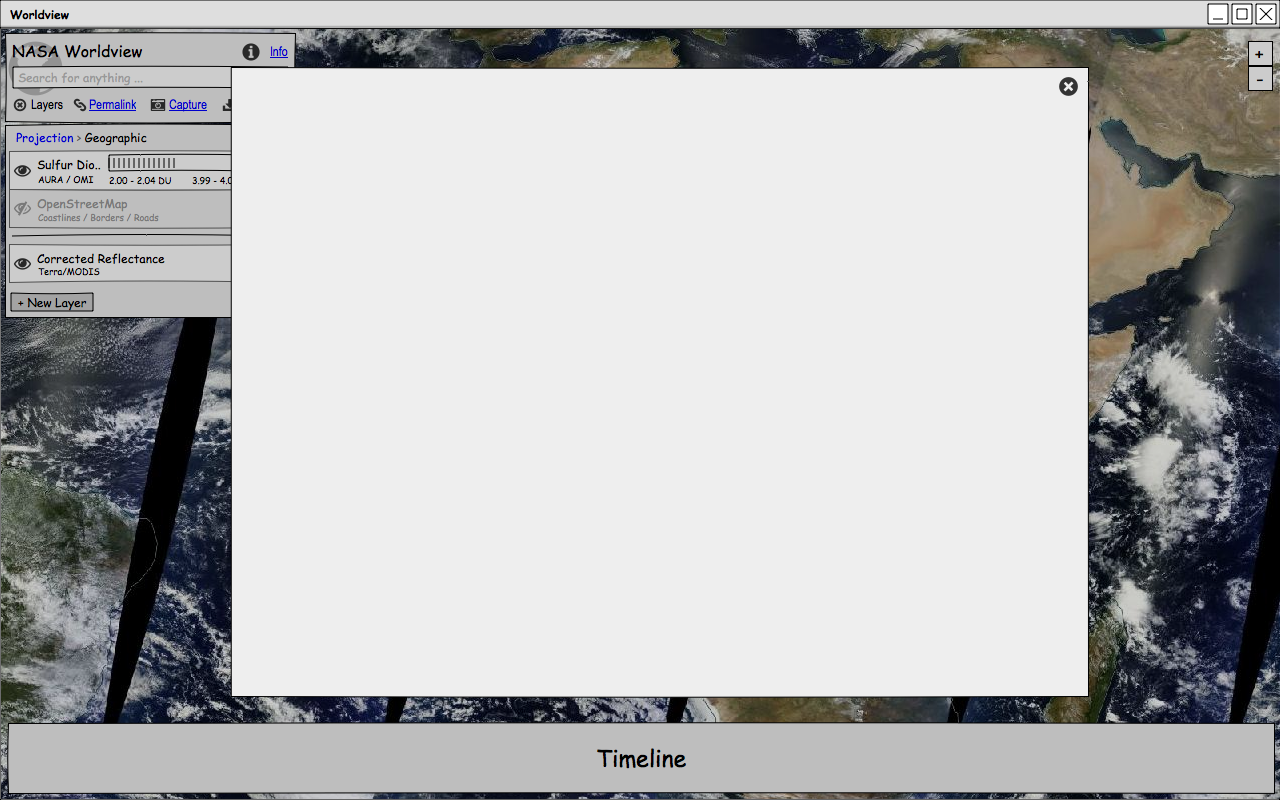 Worldview
NASA Worldview
Info
Search for anything ...
Layers Permalink Capture
Projection > Geographic
Sulfur Dio..
AURA / OMI 2.00 - 2.04 DU 3.99 - 4.0
OpenStreetMap
Coastlines / Borders / Roads
Corrected Reflectance
Terra/MODIS
+ New Layer
+
-
Timeline